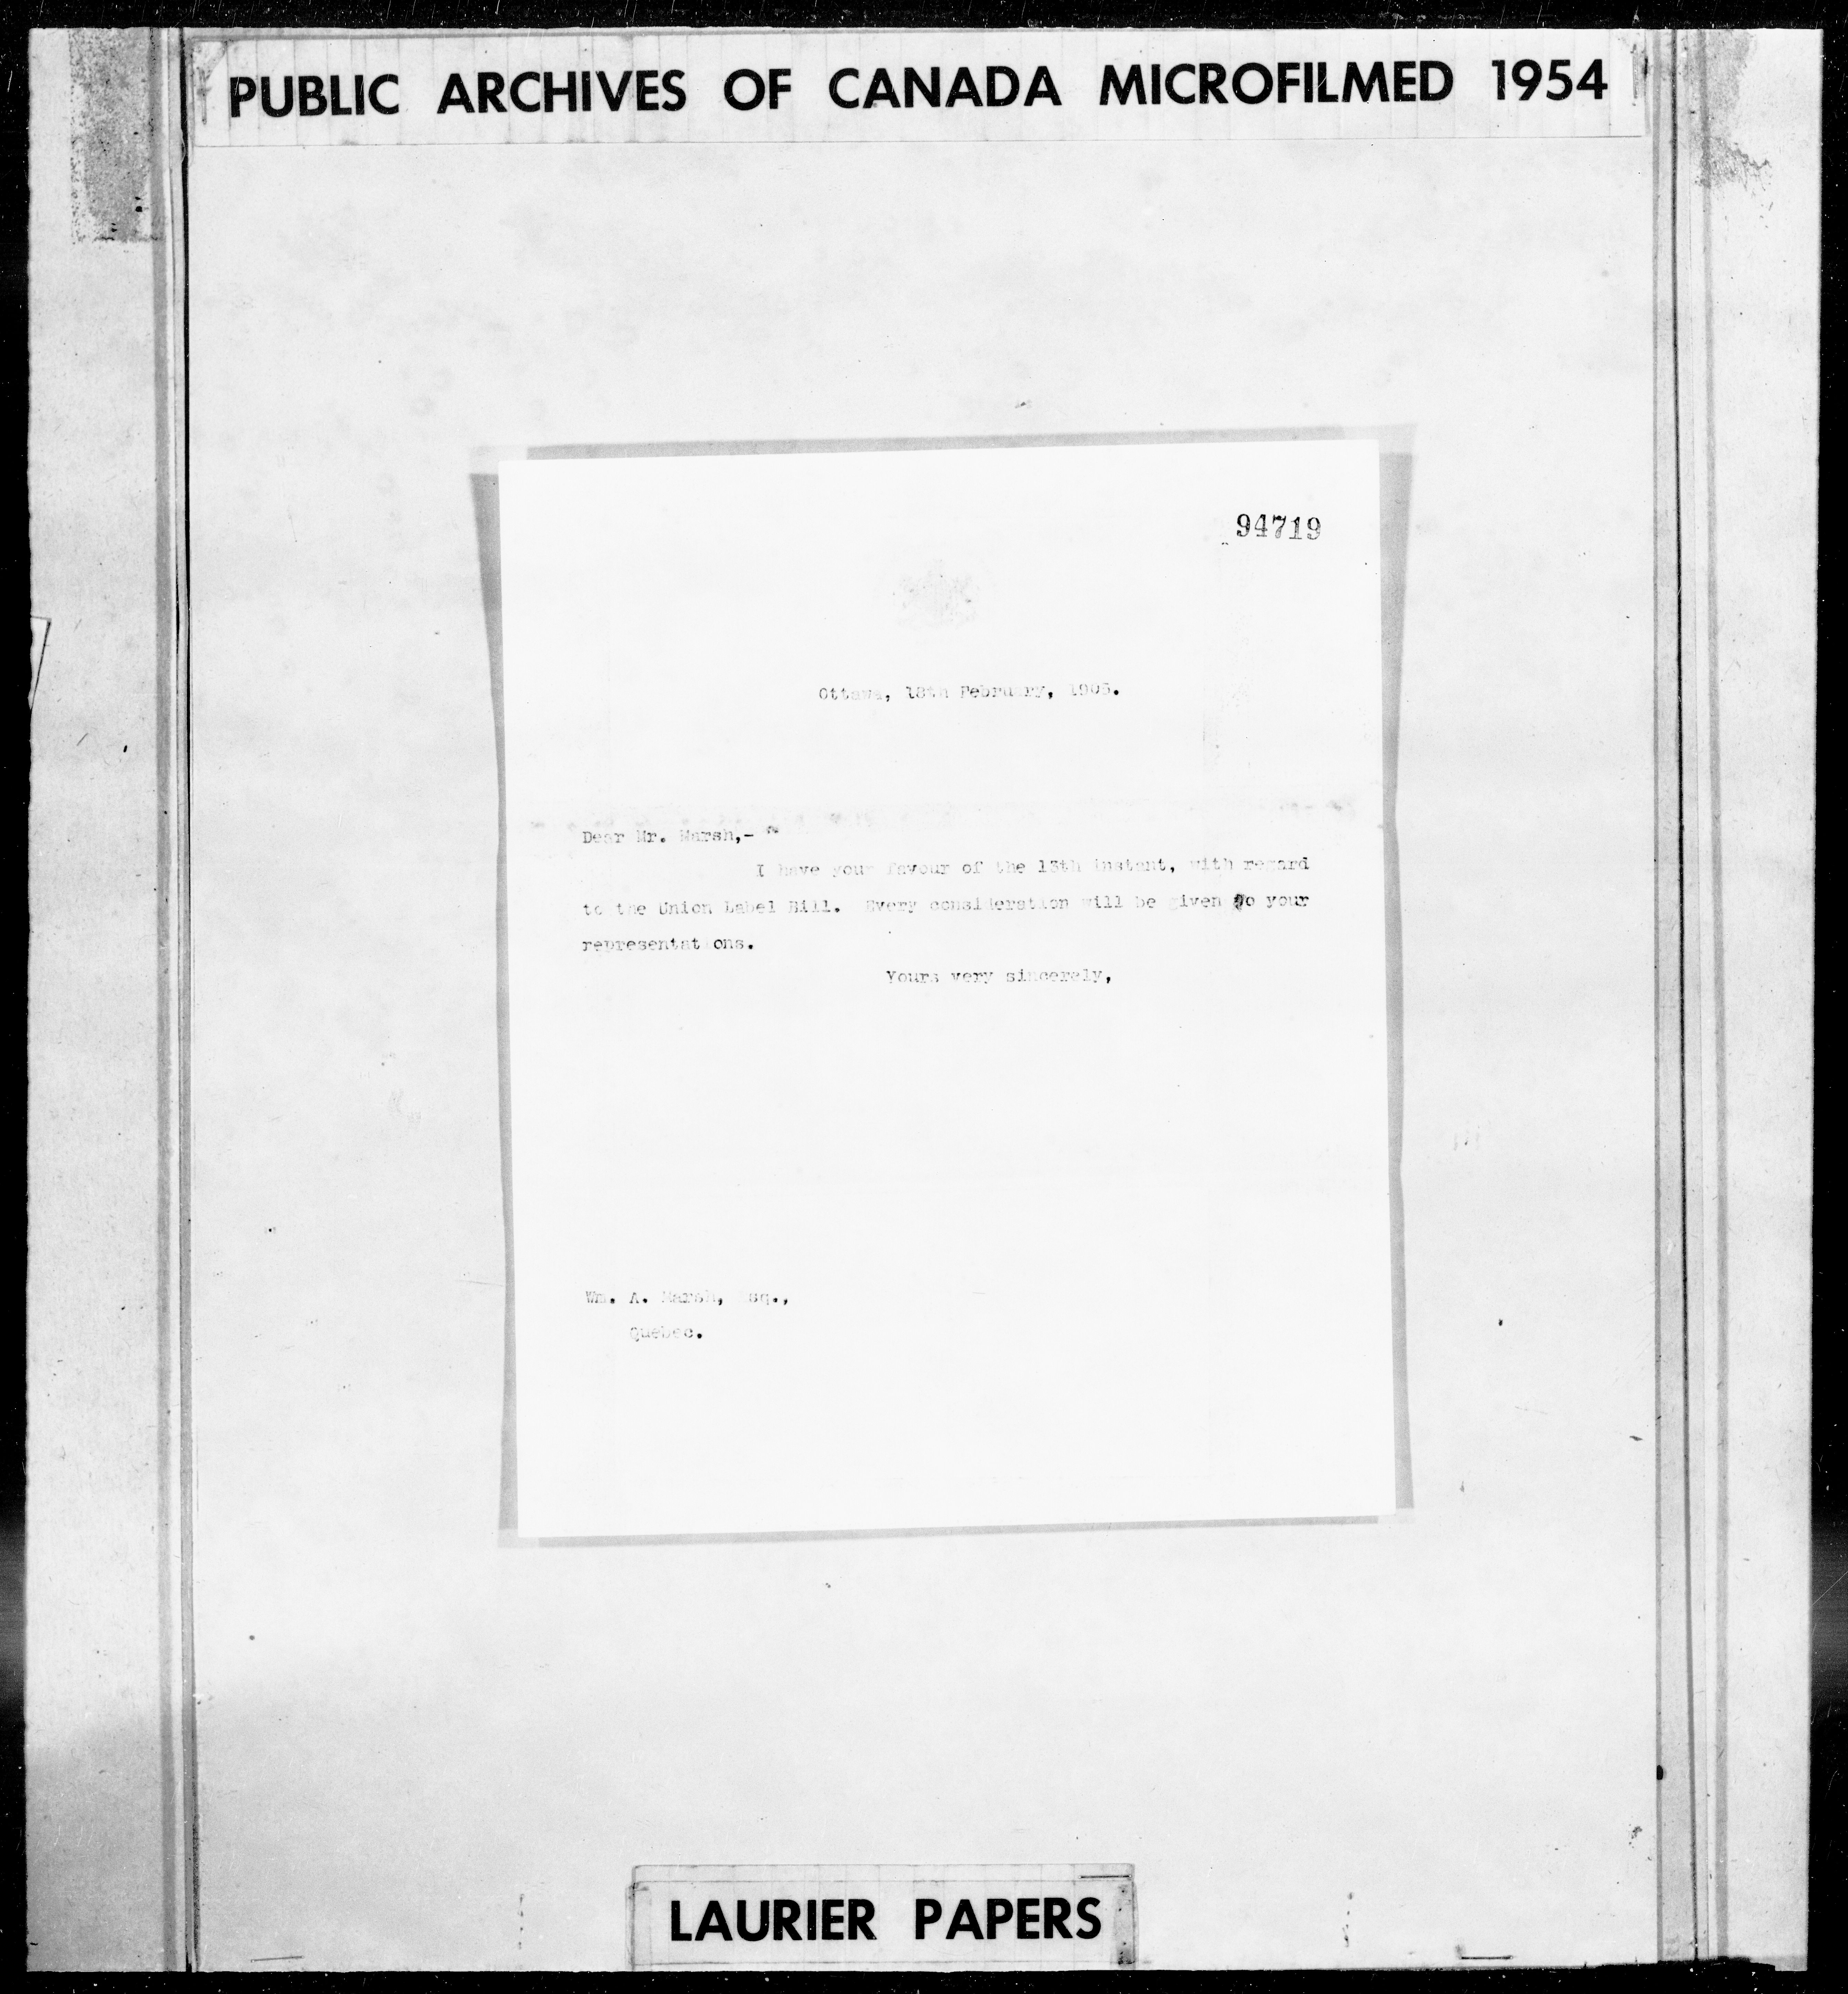 PUBLIC ARCHIVES OF CANADA MICROFILMED 1954
94719
Ottawa, 18th February, 1905.
Dear Mr. Marsh,-
I have your favour of the 15th instant, with regard
to the Union Label Bill. Every consideration will be given to your
representations.
Yours very sincerely,
Wm. A. Marsh, Esq.,
Quebec.
LAURIER PAPERS